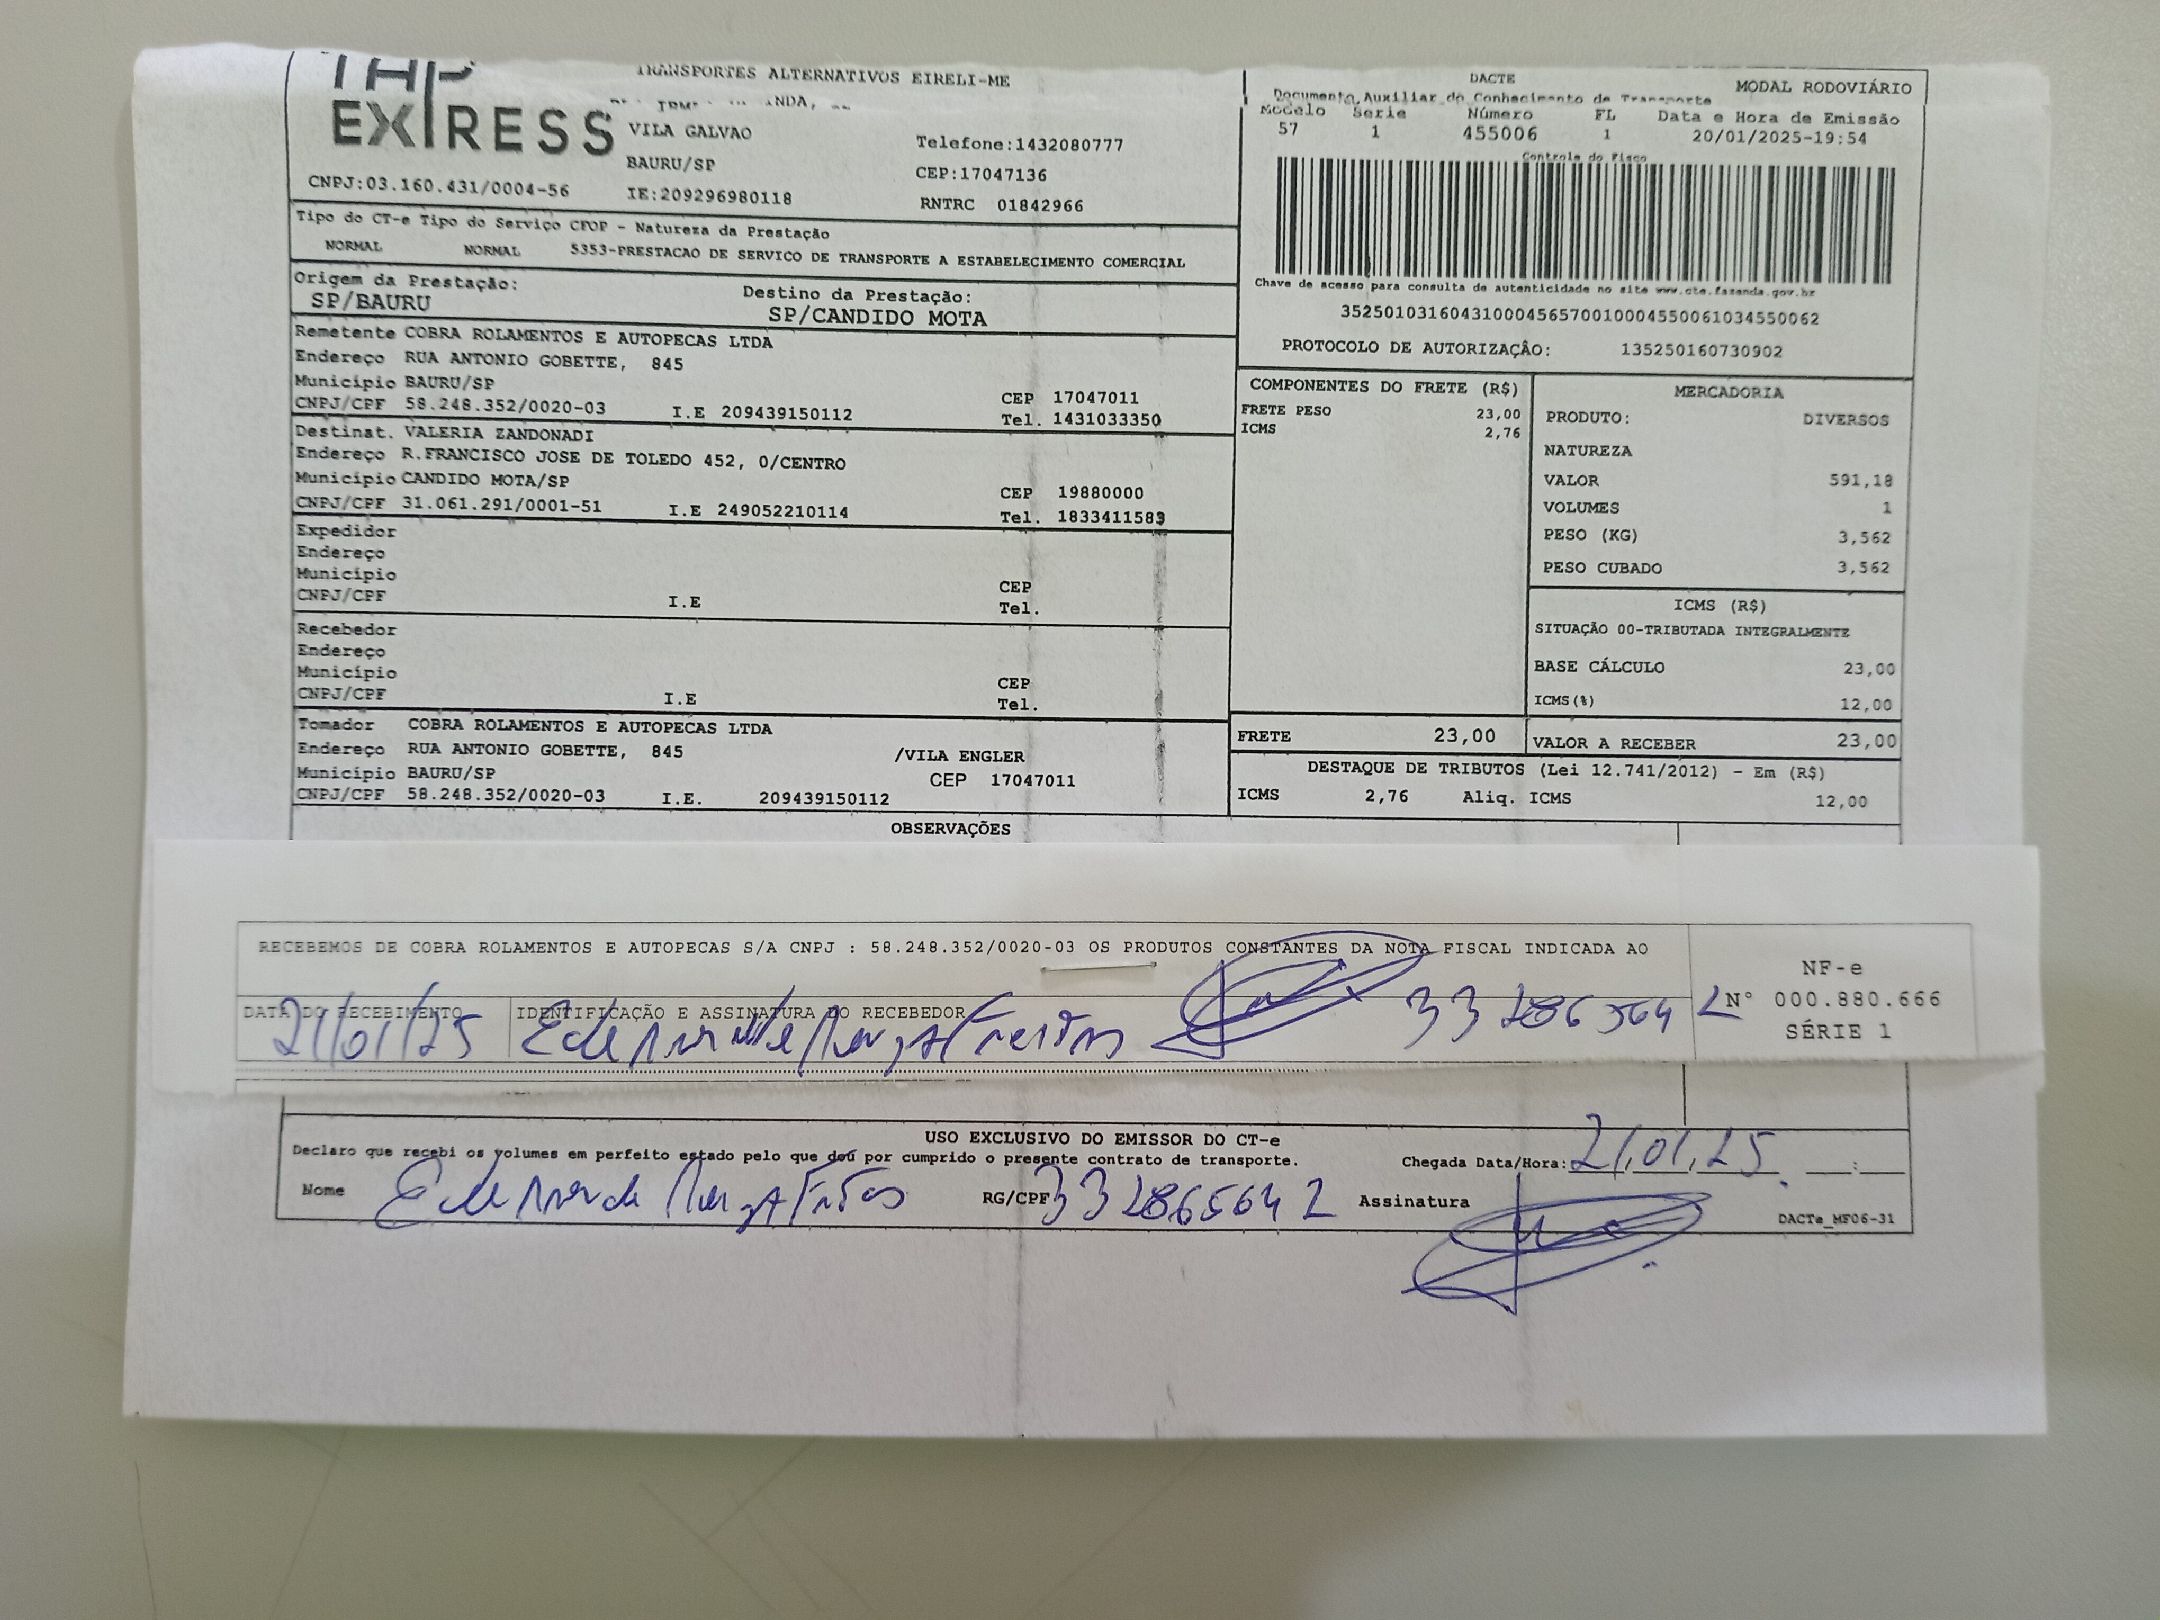 EXPRESS
TRANSPORTES ALTERNATIVOS EIRELI-ME
VILA GALVAO
BAURU/SP
Telefone:1432080777
CEP:17047136
CNPJ:03.160.431/0004-56
IE:209296980118
RNTRC 01842966
DACTE
MODAL RODOVIÁRIO
Documento Auxiliar do Conhecimento de Transporte
Modelo Serie Número FL Data e Hora de Emissão
57 1 455006 1 20/01/2025-19:54
Controle do Fisco
Chave de acesso para consulta de autenticidade no site www.cte.fazenda.gov.br
35250103160431000456570010004550061034550062
PROTOCOLO DE AUTORIZAÇÂO: 135250160730902
Tipo do CT-e Tipo do Serviço CFOP - Natureza da Prestação
NORMAL NORMAL 5353-PRESTACAO DE SERVICO DE TRANSPORTE A ESTABELECIMENTO COMERCIAL
Origem da Prestação: Destino da Prestação:
SP/BAURU SP/CANDIDO MOTA
Remetente COBRA ROLAMENTOS E AUTOPECAS LTDA
Endereço RUA ANTONIO GOBETTE, 845
Município BAURU/SP CEP 17047011
CNPJ/CPF 58.248.352/0020-03 I.E 209439150112 Tel. 1431033350
Destinat. VALERIA ZANDONADI
Endereço R.FRANCISCO JOSE DE TOLEDO 452, 0/CENTRO
Município CANDIDO MOTA/SP CEP 19880000
CNPJ/CPF 31.061.291/0001-51 I.E 249052210114 Tel. 1833411583
Expedidor
Endereço
Município CEP
CNPJ/CPF I.E Tel.
Recebedor
Endereço
Município CEP
CNPJ/CPF I.E Tel.
Tomador COBRA ROLAMENTOS E AUTOPECAS LTDA
Endereço RUA ANTONIO GOBETTE, 845 /VILA ENGLER
Município BAURU/SP CEP 17047011
CNPJ/CPF 58.248.352/0020-03 I.E. 209439150112
COMPONENTES DO FRETE (R$)
FRETE PESO 23,00
ICMS 2,76
MERCADORIA
PRODUTO: DIVERSOS
NATUREZA
VALOR 591,18
VOLUMES 1
PESO (KG) 3,562
PESO CUBADO 3,562
ICMS (R$)
SITUAÇÃO 00-TRIBUTADA INTEGRALMENTE
BASE CÁLCULO 23,00
ICMS(%) 12,00
FRETE 23,00 VALOR A RECEBER 23,00
DESTAQUE DE TRIBUTOS (Lei 12.741/2012) - Em (R$)
ICMS 2,76 Aliq. ICMS 12,00
OBSERVAÇÕES
RECEBEMOS DE COBRA ROLAMENTOS E AUTOPECAS S/A CNPJ : 58.248.352/0020-03 OS PRODUTOS CONSTANTES DA NOTA FISCAL INDICADA AO
DATA DO RECEBIMENTO IDENTIFICAÇÃO E ASSINATURA DO RECEBEDOR
21/01/25
NF-e
N° 000.880.666
SÉRIE 1
USO EXCLUSIVO DO EMISSOR DO CT-e
Declaro que recebi os volumes em perfeito estado pelo que dou por cumprido o presente contrato de transporte. Chegada Data/Hora: 21.01.25
Nome RG/CPF 332865642 Assinatura
DACTe_MF06-31